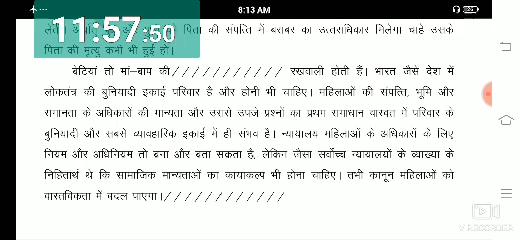 8:13 AM
11:57:50
पिता की संपत्ति में बराबर का उत्तराधिकार मिलेगा चाहे उसके
पिता की मृत्यु कभी भी हुई हो।
बेटियां तो मां-बाप की/////////// रखवाली होती हैं। भारत जैसे देश में
लोकतंत्र की बुनियादी इकाई परिवार है और होनी भी चाहिए। महिलाओं की संपति, भूमि और
समानता के अधिकारों की मान्यता और उससे उपजे प्रश्नों का प्रथम समाधान वास्तव में परिवार के
बुनियादी और सबसे व्यावहारिक इकाई में ही संभव है। न्यायालय महिलाओं के अधिकारों के लिए
नियम और अधिनियम तो बना और बता सकता है, लेकिन जैसा सर्वोच्च न्यायालयों के व्याख्या के
निहितार्थ थे कि सामाजिक मान्यताओं का कायाकल्प भी होना चाहिए। तभी कानून महिलाओं को
वास्तविकता में बदल पाएगा।////////////